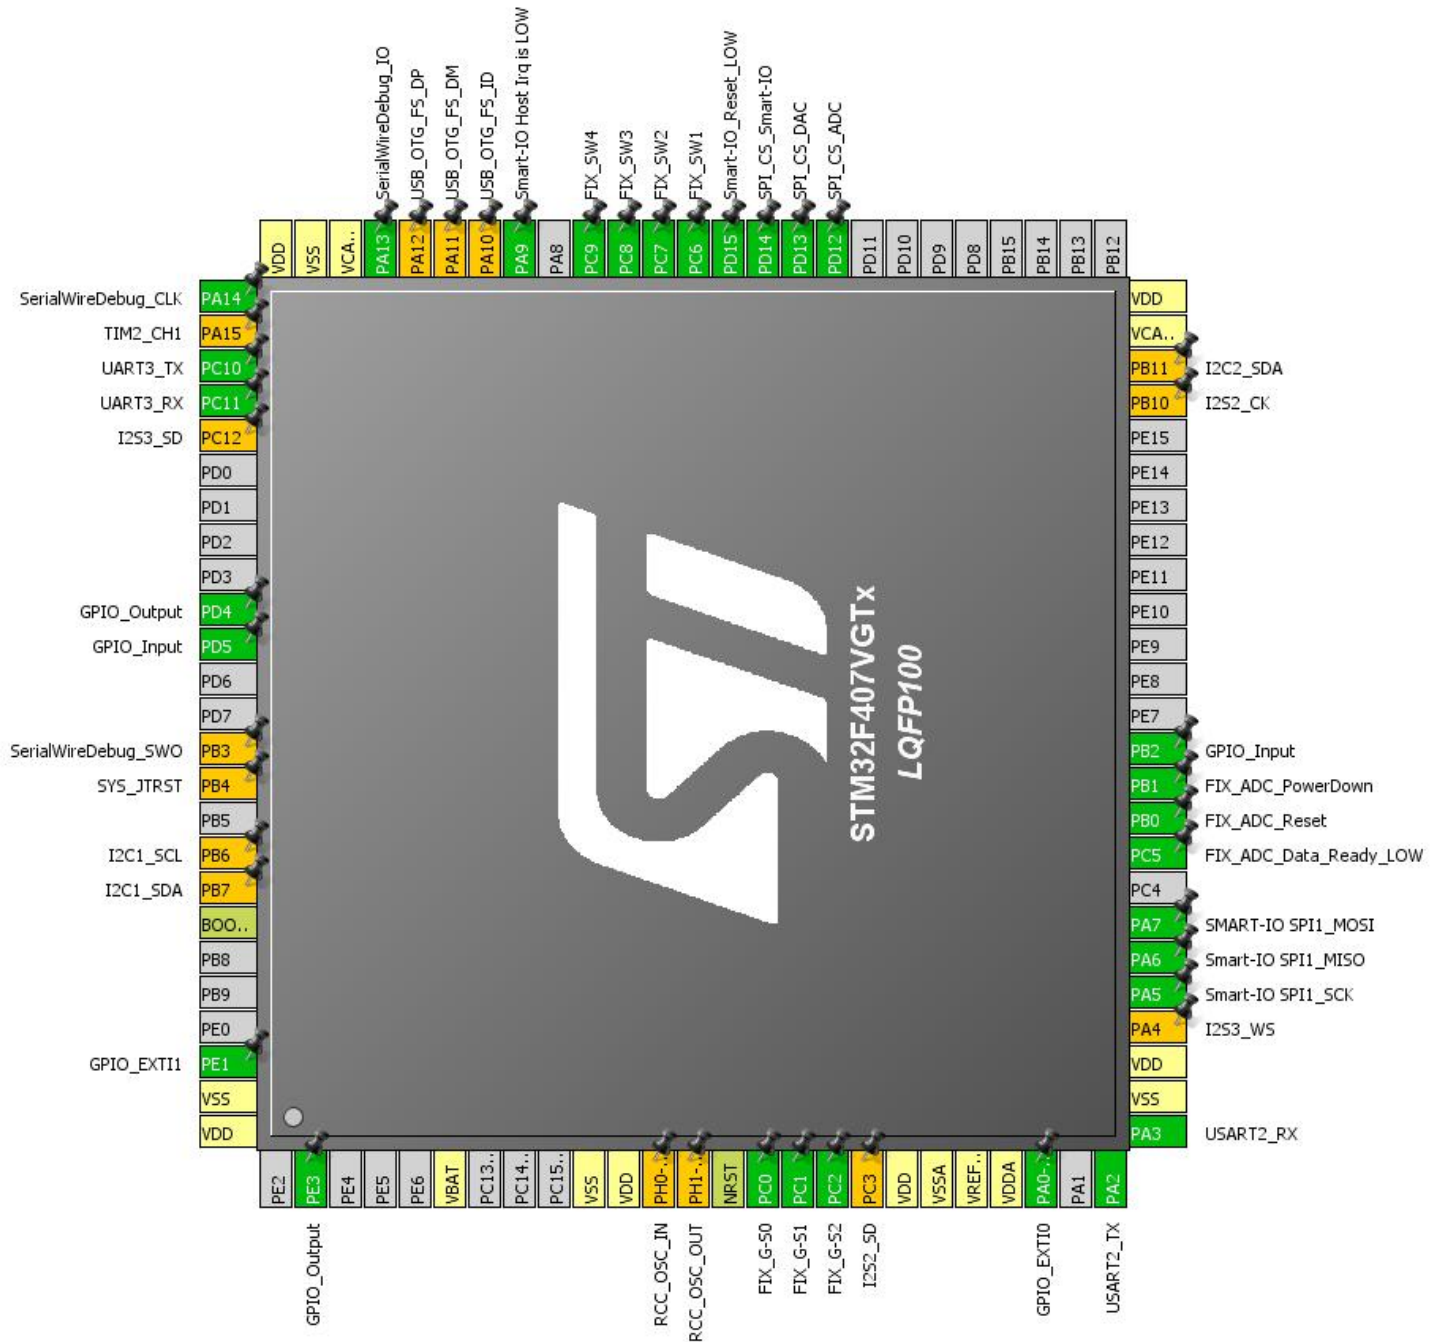 SerialWireDebug_IO
USB_OTG_FS_DP
USB_OTG_FS_DM
USB_OTG_FS_ID
Smart-IO Host Irq is LOW
FIX_SW4
FIX_SW3
FIX_SW2
FIX_SW1
Smart-IO_Reset_LOW
SPI_CS_Smart-IO
SPI_CS_DAC
SPI_CS_ADC
VDD
VSS
VCA..
PA13
PA12
PA11
PA10
PA9
PA8
PC9
PC8
PC7
PC6
PD15
PD14
PD13
PD12
PD11
PD10
PD9
PD8
PB15
PB14
PB13
PB12
SerialWireDebug_CLK PA14
TIM2_CH1 PA15
UART3_TX PC10
UART3_RX PC11
I2S3_SD PC12
PD0
PD1
PD2
PD3
GPIO_Output PD4
GPIO_Input PD5
PD6
PD7
SerialWireDebug_SWO PB3
SYS_JTRST PB4
PB5
I2C1_SCL PB6
I2C1_SDA PB7
BOO..
PB8
PB9
PE0
GPIO_EXTI1 PE1
VSS
VDD
STM32F407VGTx
LQFP100
VDD
VCA..
PB11 I2C2_SDA
PB10 I2S2_CK
PE15
PE14
PE13
PE12
PE11
PE10
PE9
PE8
PE7
PB2 GPIO_Input
PB1 FIX_ADC_PowerDown
PB0 FIX_ADC_Reset
PC5 FIX_ADC_Data_Ready_LOW
PC4
PA7 SMART-IO SPI1_MOSI
PA6 Smart-IO SPI1_MISO
PA5 Smart-IO SPI1_SCK
PA4 I2S3_WS
VDD
VSS
PA3 USART2_RX
PE2
PE3
PE4
PE5
PE6
VBAT
PC13..
PC14..
PC15..
VSS
VDD
PH0-..
PH1-..
NRST
PC0
PC1
PC2
PC3
VDD
VSSA
VREF..
VDDA
PA0-..
PA1
PA2
GPIO_Output
RCC_OSC_IN
RCC_OSC_OUT
FIX_G-S0
FIX_G-S1
FIX_G-S2
I2S2_SD
GPIO_EXTI0
USART2_TX